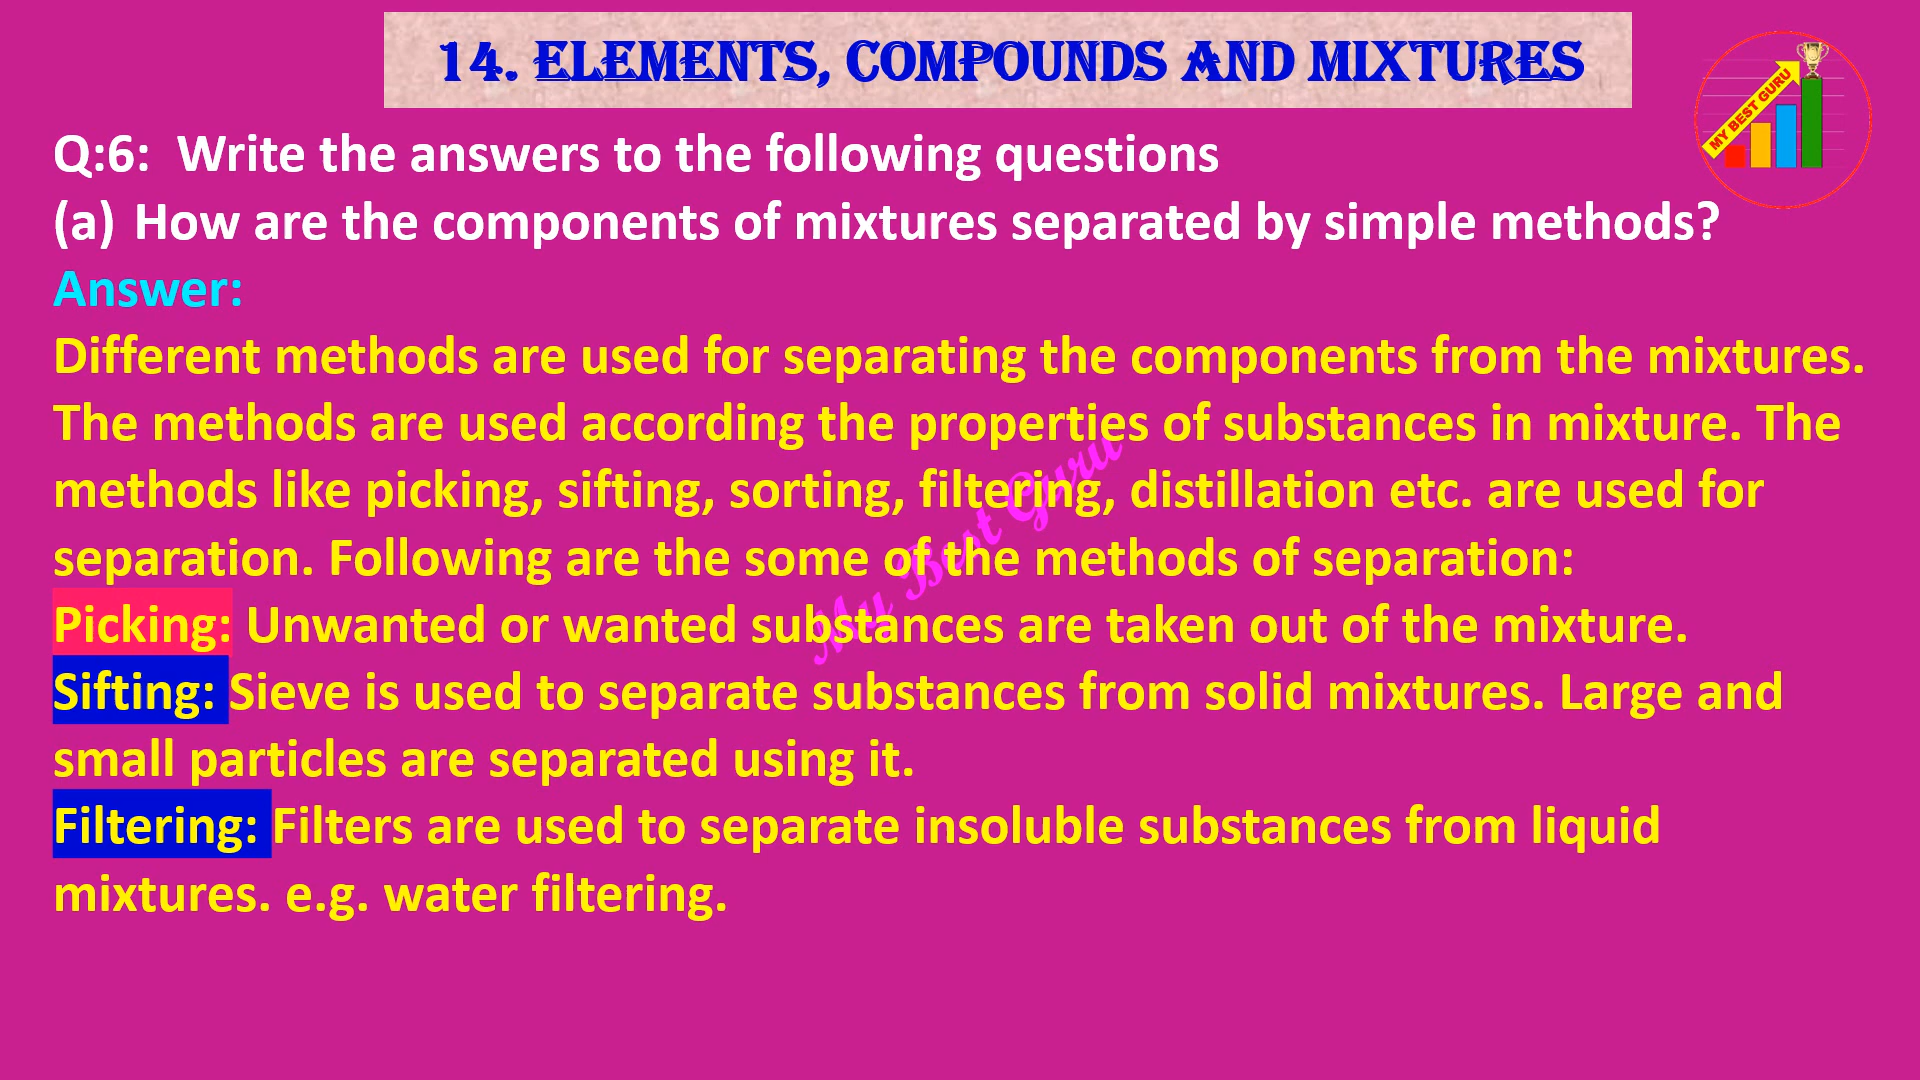 14. ELEMENTS, COMPOUNDS AND MIXTURES
MY BEST GURU
Q:6: Write the answers to the following questions
(a) How are the components of mixtures separated by simple methods?
Answer:
Different methods are used for separating the components from the mixtures.
The methods are used according the properties of substances in mixture. The
methods like picking, sifting, sorting, filtering, distillation etc. are used for
separation. Following are the some of the methods of separation:
Picking: Unwanted or wanted substances are taken out of the mixture.
Sifting: Sieve is used to separate substances from solid mixtures. Large and
small particles are separated using it.
Filtering: Filters are used to separate insoluble substances from liquid
mixtures. e.g. water filtering.
My Best Guru